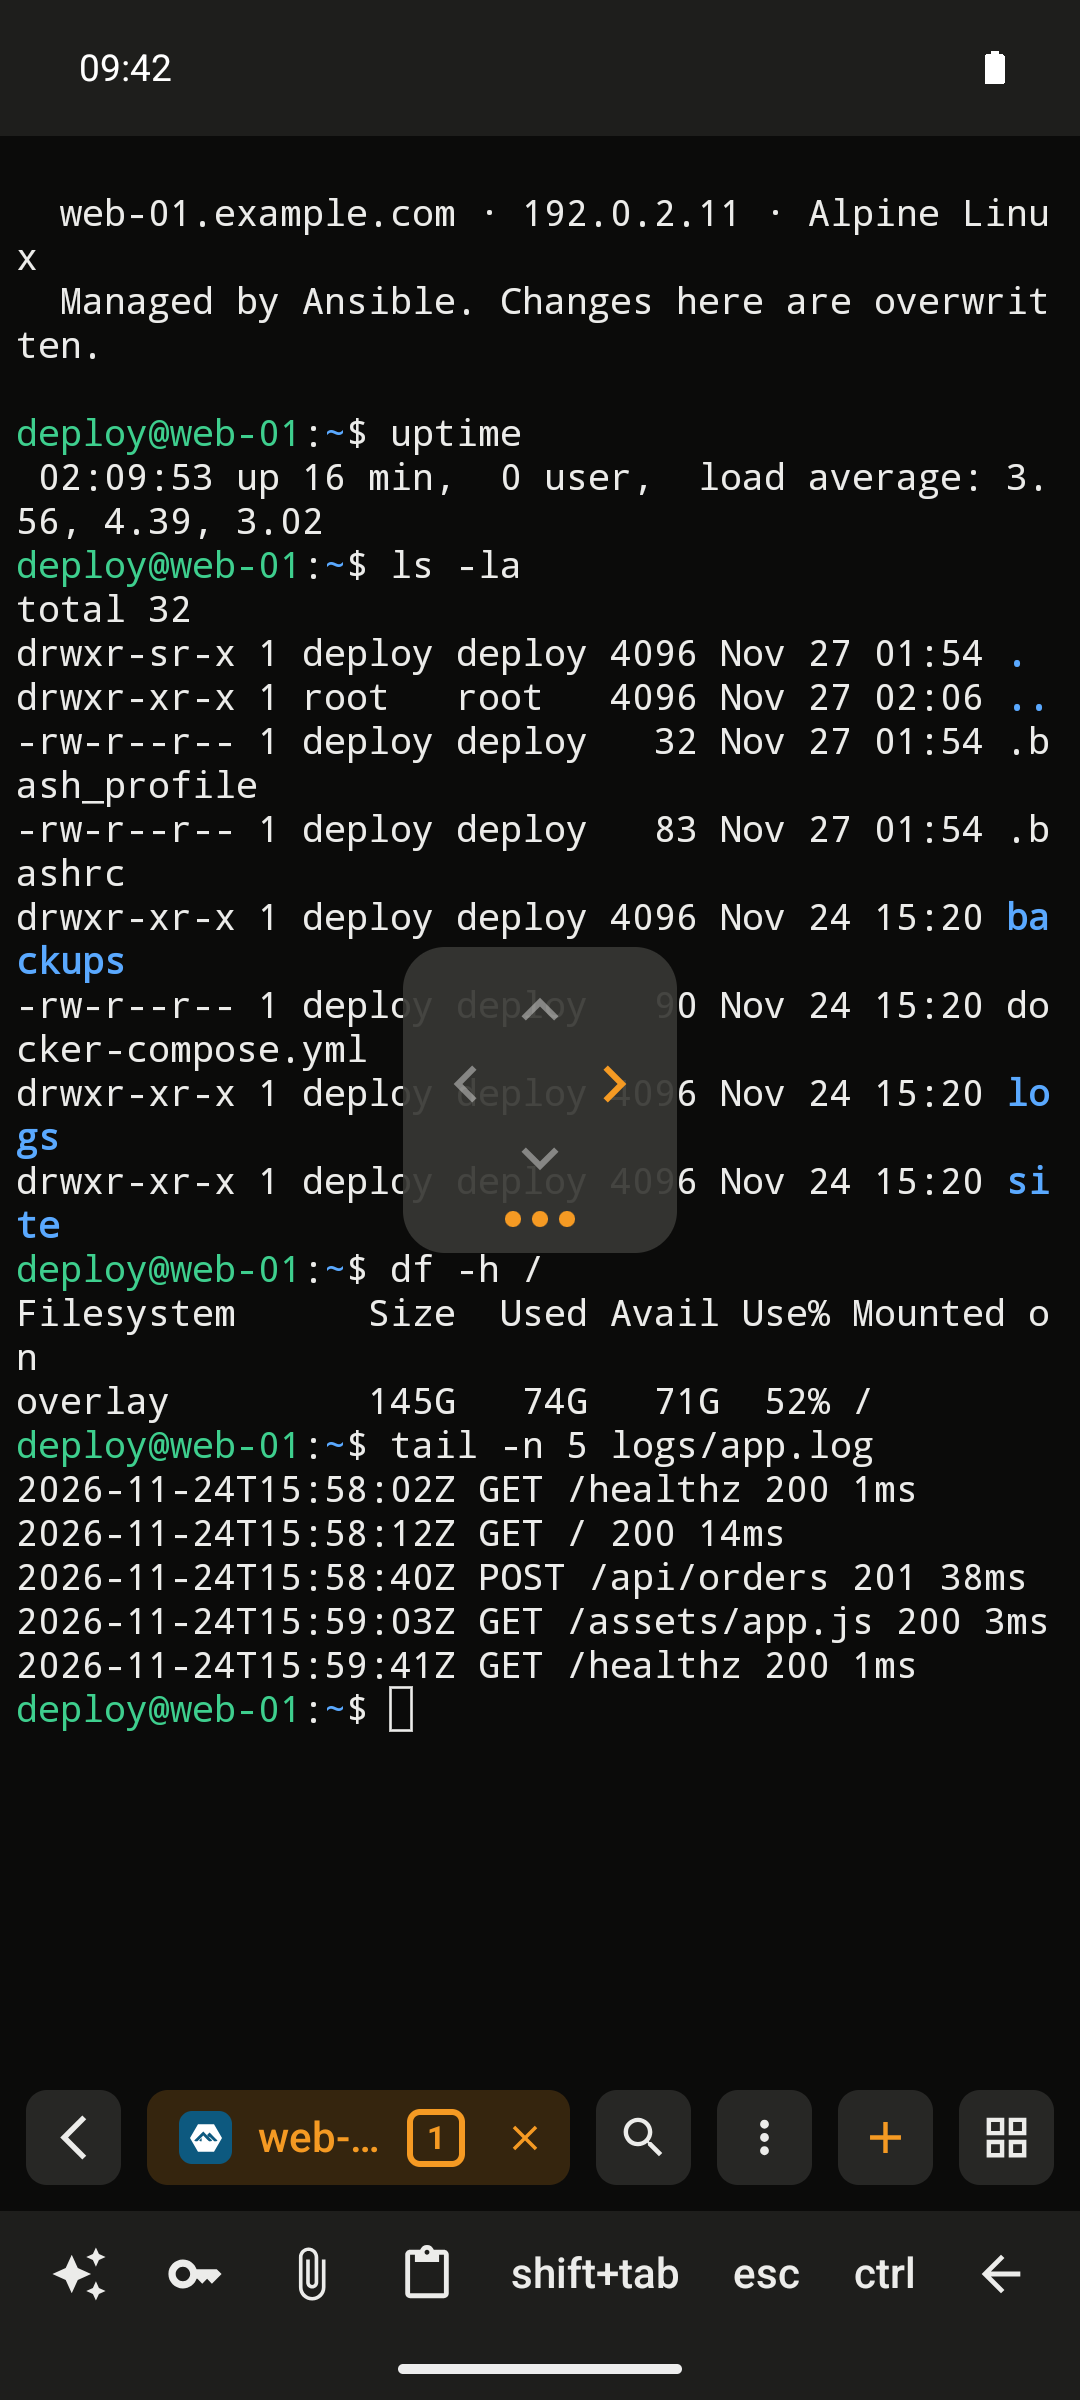 09:42
web-01.example.com · 192.0.2.11 · Alpine Linu
x
Managed by Ansible. Changes here are overwrit
ten.
deploy@web-01:~$ uptime
02:09:53 up 16 min,  0 user,  load average: 3.
56, 4.39, 3.02
deploy@web-01:~$ ls -la
total 32
drwxr-sr-x 1 deploy deploy 4096 Nov 27 01:54 .
drwxr-xr-x 1 root   root   4096 Nov 27 02:06 ..
-rw-r--r-- 1 deploy deploy   32 Nov 27 01:54 .b
ash_profile
-rw-r--r-- 1 deploy deploy   83 Nov 27 01:54 .b
ashrc
drwxr-xr-x 1 deploy deploy 4096 Nov 24 15:20 ba
ckups
-rw-r--r-- 1 deploy deploy   90 Nov 24 15:20 do
cker-compose.yml
drwxr-xr-x 1 deploy deploy 4096 Nov 24 15:20 lo
gs
drwxr-xr-x 1 deploy deploy 4096 Nov 24 15:20 si
te
deploy@web-01:~$ df -h /
Filesystem      Size  Used Avail Use% Mounted o
n
overlay         145G   74G   71G  52% /
deploy@web-01:~$ tail -n 5 logs/app.log
2026-11-24T15:58:02Z GET /healthz 200 1ms
2026-11-24T15:58:12Z GET / 200 14ms
2026-11-24T15:58:40Z POST /api/orders 201 38ms
2026-11-24T15:59:03Z GET /assets/app.js 200 3ms
2026-11-24T15:59:41Z GET /healthz 200 1ms
deploy@web-01:~$
web-... 1
shift+tab esc ctrl